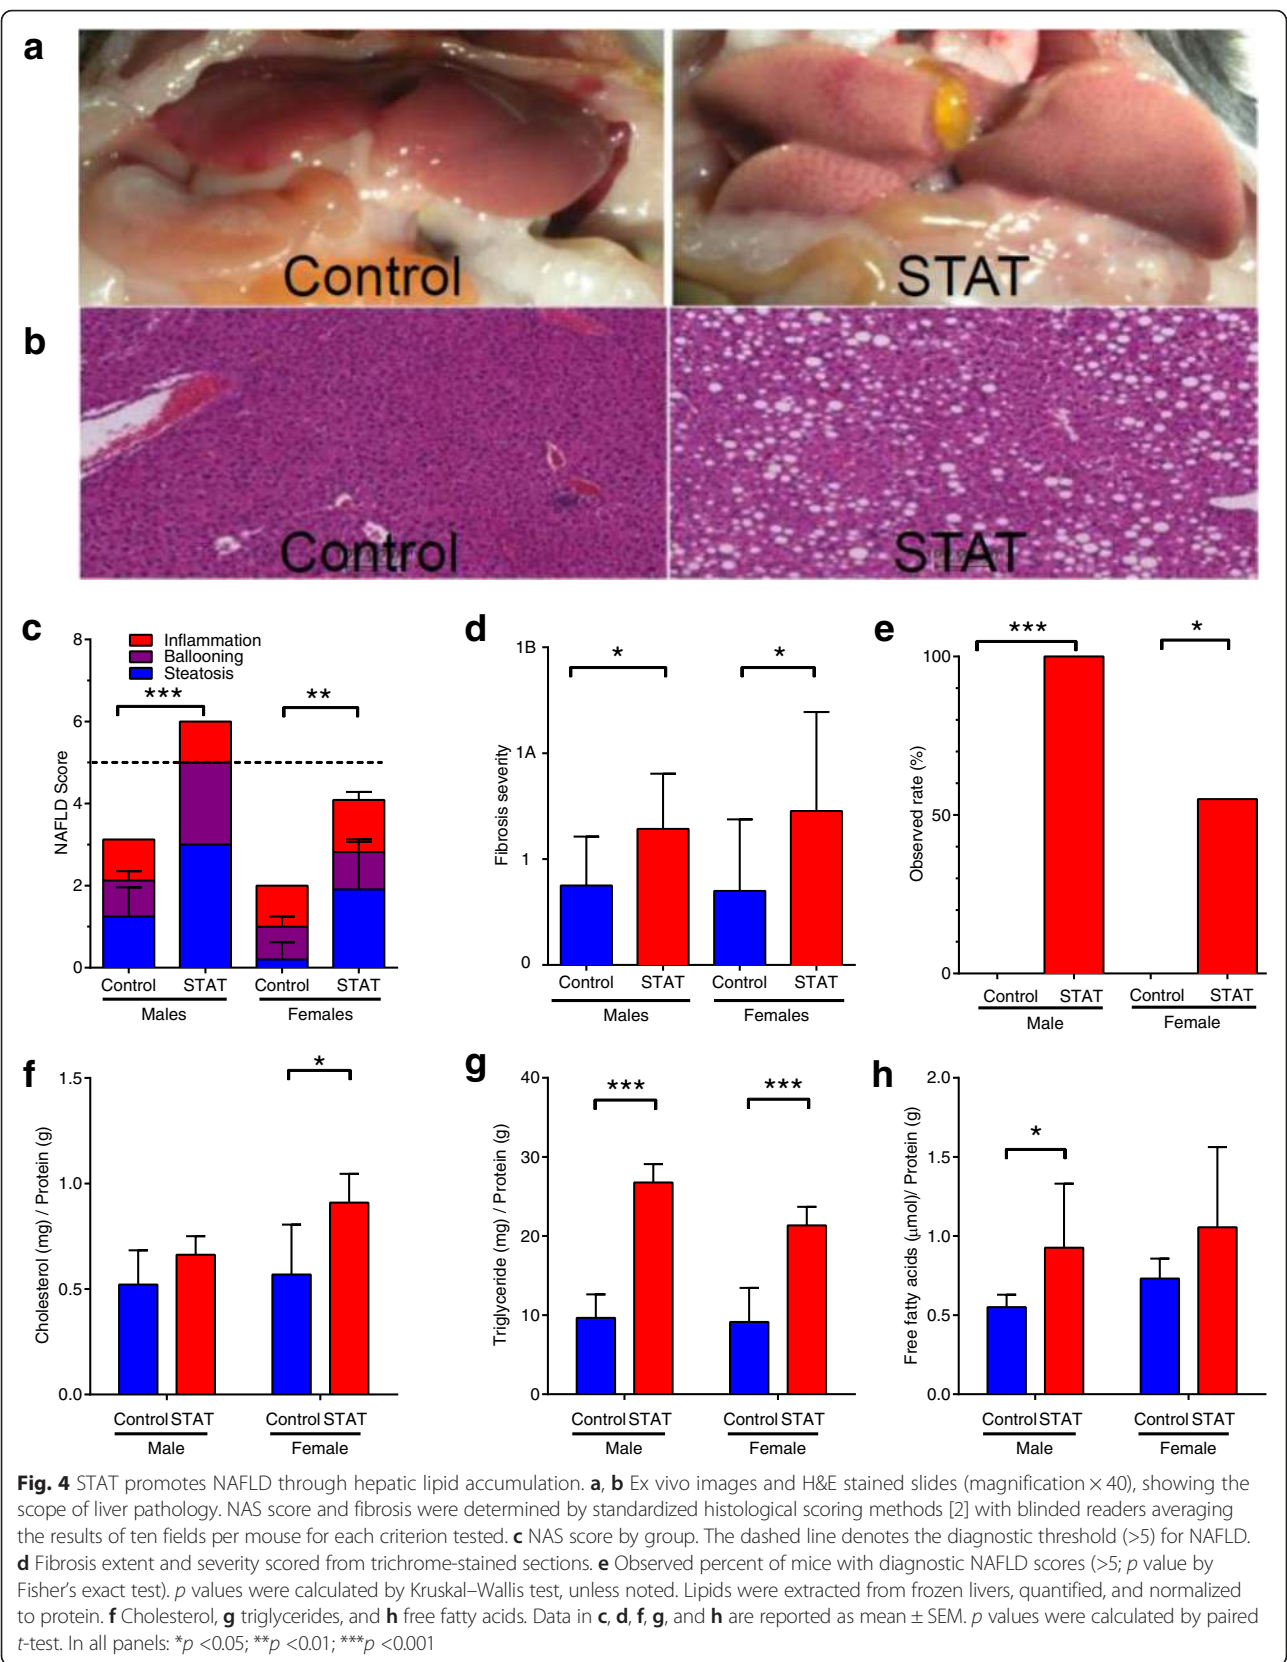 a
Control
STAT
b
Control
STAT
c
8
6
4
2
0
NAFLD Score
Inflammation
Ballooning
Steatosis
***
**
Control
STAT
Control
STAT
Males
Females
d
1B
1A
1
0
Fibrosis severity
*
*
Control
STAT
Control
STAT
Males
Females
e
100
50
0
Observed rate (%)
***
*
Control
STAT
Control
STAT
Male
Female
f
1.5
1.0
0.5
0.0
Cholesterol (mg) / Protein (g)
*
Control STAT
Control STAT
Male
Female
g
40
30
20
10
0
Triglyceride (mg) / Protein (g)
***
***
Control STAT
Control STAT
Male
Female
h
2.0
1.5
1.0
0.5
0.0
Free fatty acids (µmol)/ Protein (g)
*
Control STAT
Control STAT
Male
Female
Fig. 4 STAT promotes NAFLD through hepatic lipid accumulation. a, b Ex vivo images and H&E stained slides (magnification × 40), showing the
scope of liver pathology. NAS score and fibrosis were determined by standardized histological scoring methods [2] with blinded readers averaging
the results of ten fields per mouse for each criterion tested. c NAS score by group. The dashed line denotes the diagnostic threshold (>5) for NAFLD.
d Fibrosis extent and severity scored from trichrome-stained sections. e Observed percent of mice with diagnostic NAFLD scores (>5; p value by
Fisher's exact test). p values were calculated by Kruskal–Wallis test, unless noted. Lipids were extracted from frozen livers, quantified, and normalized
to protein. f Cholesterol, g triglycerides, and h free fatty acids. Data in c, d, f, g, and h are reported as mean ± SEM. p values were calculated by paired
t-test. In all panels: *p <0.05; **p <0.01; ***p <0.001